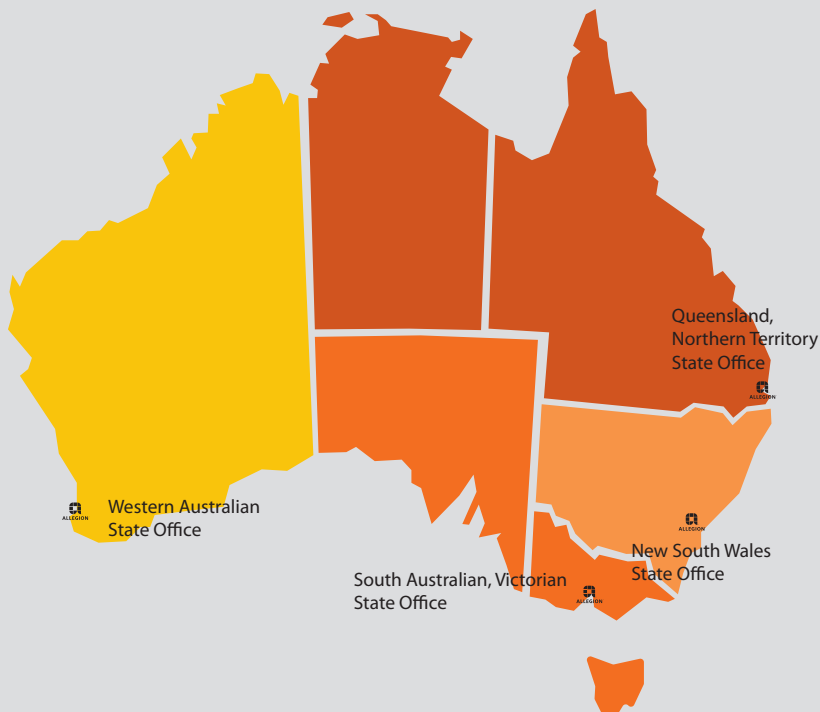 Queensland,
Northern Territory
State Office
ALLEGION
Western Australian
State Office
ALLEGION
ALLEGION
New South Wales
State Office
South Australian, Victorian
State Office
ALLEGION